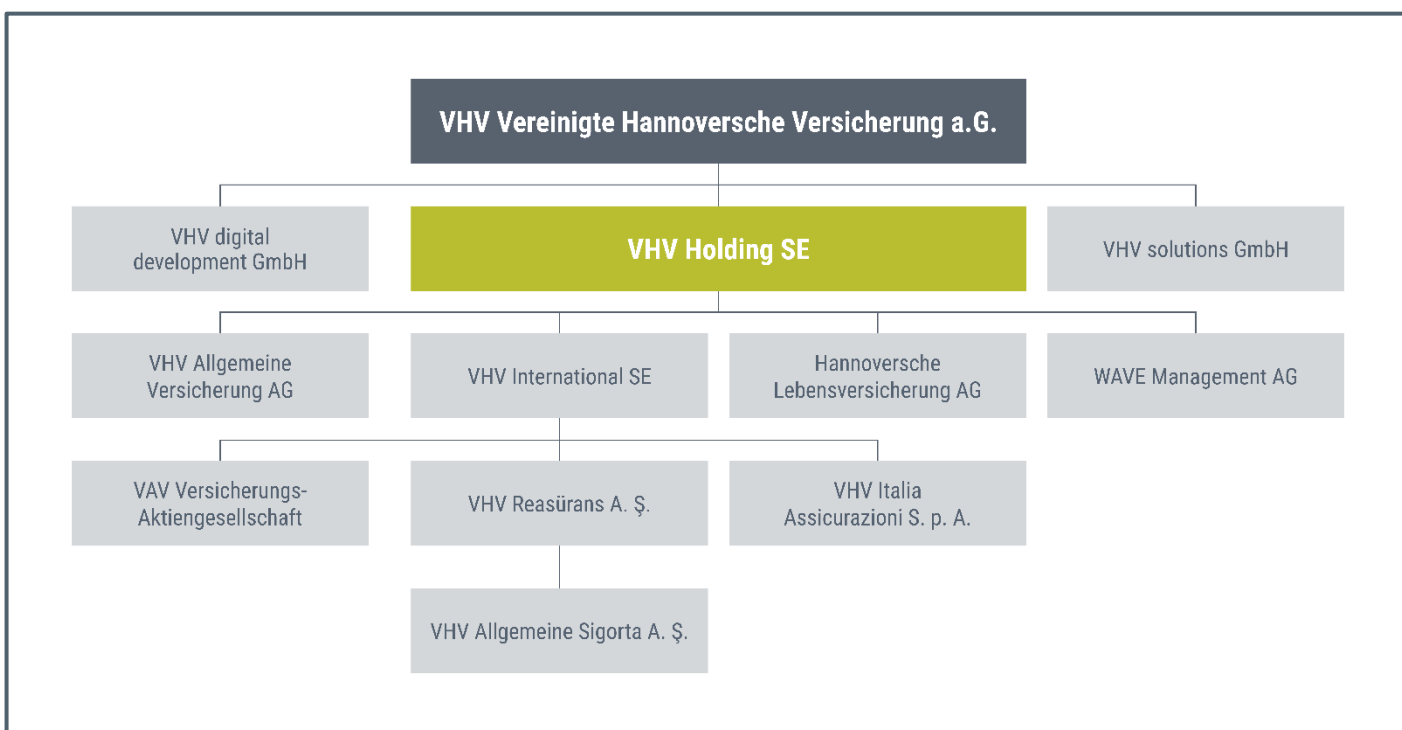 VHV Vereinigte Hannoversche Versicherung a.G.
VHV digital
development GmbH
VHV Holding SE
VHV solutions GmbH
VHV Allgemeine
Versicherung AG
VHV International SE
Hannoversche
Lebensversicherung AG
WAVE Management AG
VAV Versicherungs-
Aktiengesellschaft
VHV Reasürans A. Ş.
VHV Italia
Assicurazioni S. p. A.
VHV Allgemeine Sigorta A. Ş.